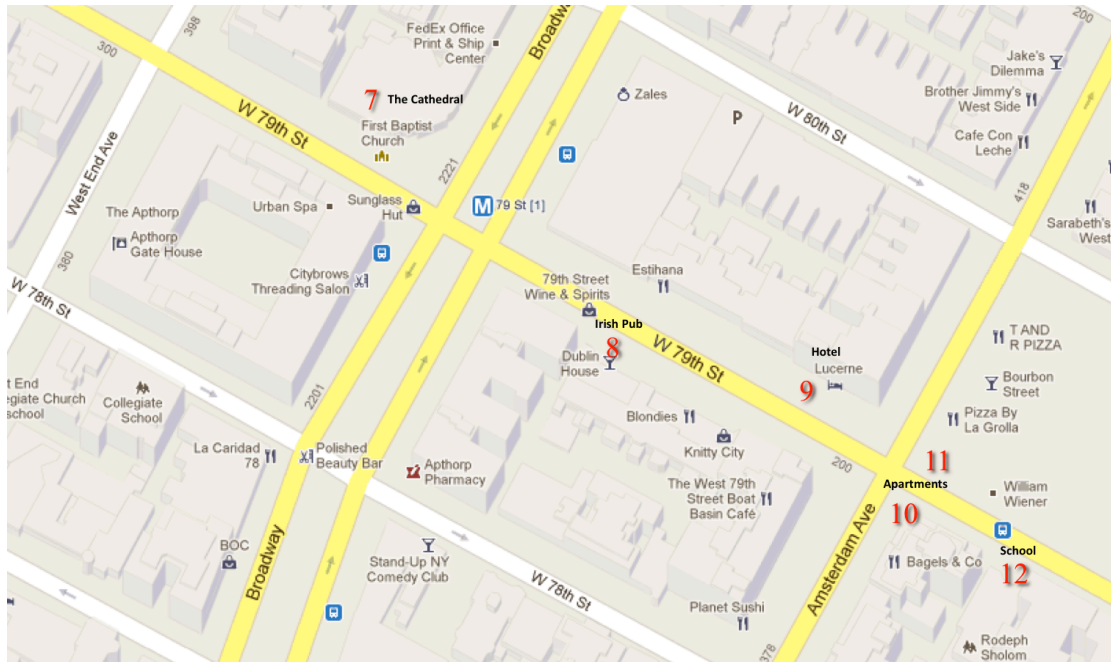 300
398
FedEx Office
Print & Ship
Center
Broadway
200
Jake's
Dilemma
Brother Jimmy's
West Side
Cafe Con
Leche
Zales
P
W 80th St
7 The Cathedral
First Baptist
Church
W 79th St
West End Ave
2221
418
Sarabeth's
West
The Apthorp
Apthorp
Gate House
Urban Spa
Sunglass
Hut
M 79 St [1]
380
W 78th St
Citybrows
Threading Salon
79th Street
Wine & Spirits
Estihana
Irish Pub
8
Dublin
House
W 79th St
Hotel
Lucerne
9
T AND
R PIZZA
Bourbon
Street
Pizza By
La Grolla
t End
legiate Church
school
Collegiate
School
2201
La Caridad
78
Polished
Beauty Bar
Apthorp
Pharmacy
Blondies
Knitty City
The West 79th
Street Boat
Basin Café
200
11
Apartments
10
William
Wiener
School
12
Amsterdam Ave
Bagels & Co
BOC
Broadway
Stand-Up NY
Comedy Club
W 78th St
Planet Sushi
378
Rodeph
Sholom